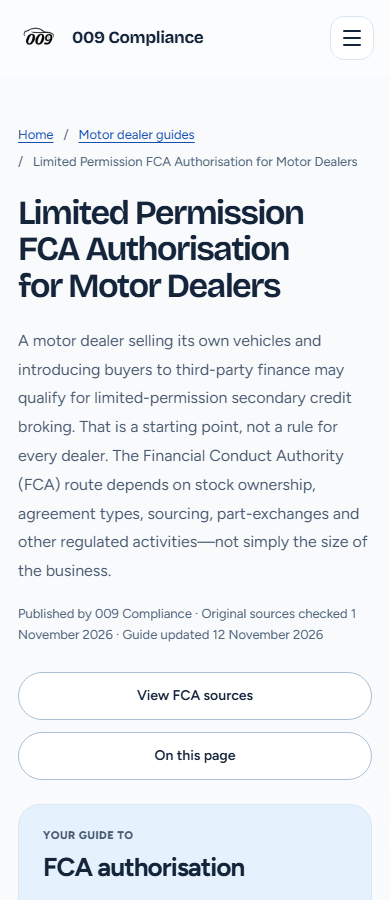 009
009 Compliance
Home / Motor dealer guides
/ Limited Permission FCA Authorisation for Motor Dealers
Limited Permission
FCA Authorisation
for Motor Dealers
A motor dealer selling its own vehicles and
introducing buyers to third-party finance may
qualify for limited-permission secondary credit
broking. That is a starting point, not a rule for
every dealer. The Financial Conduct Authority
(FCA) route depends on stock ownership,
agreement types, sourcing, part-exchanges and
other regulated activities—not simply the size of
the business.
Published by 009 Compliance · Original sources checked 1
November 2026 · Guide updated 12 November 2026
View FCA sources
On this page
YOUR GUIDE TO
FCA authorisation